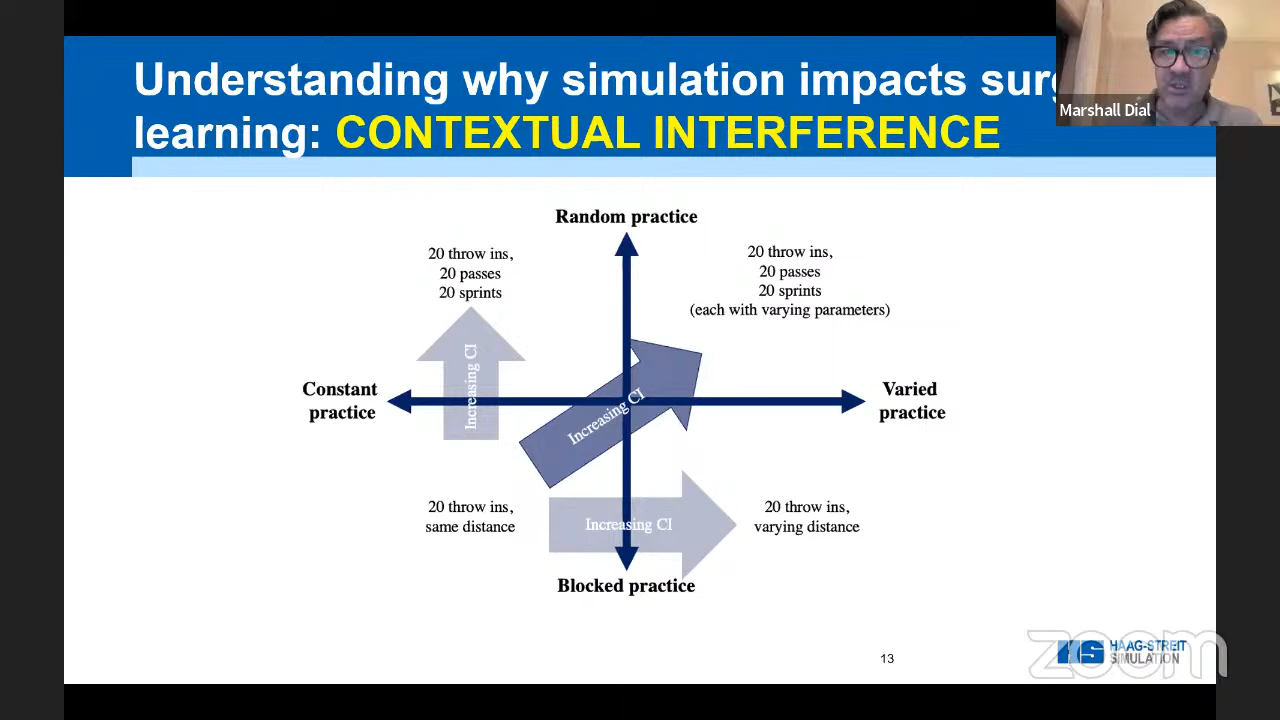 Understanding why simulation impacts surg
learning: CONTEXTUAL INTERFERENCE
Marshall Dial
Random practice
20 throw ins,
20 passes
20 sprints
20 throw ins,
20 passes
20 sprints
(each with varying parameters)
Increasing CI
Increasing CI
Constant
practice
Varied
practice
20 throw ins,
same distance
Increasing CI
20 throw ins,
varying distance
Blocked practice
13
HS HAAG-STREIT
SIMULATION
zoom